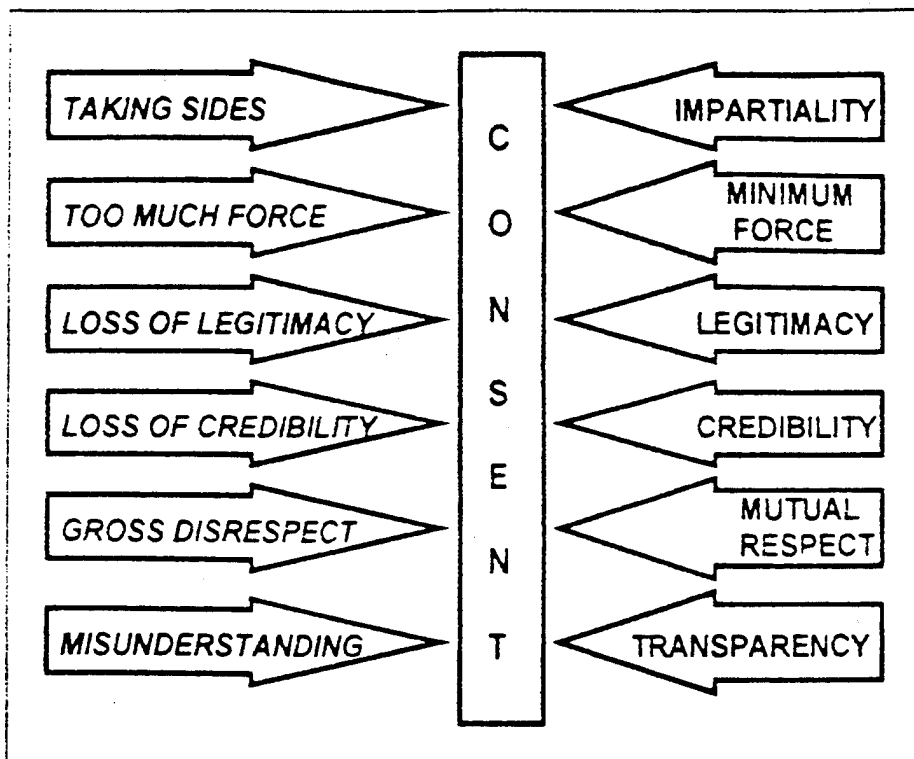 TAKING SIDES
IMPARTIALITY
TOO MUCH FORCE
MINIMUM
FORCE
LOSS OF LEGITIMACY
LEGITIMACY
LOSS OF CREDIBILITY
CREDIBILITY
GROSS DISRESPECT
MUTUAL
RESPECT
MISUNDERSTANDING
TRANSPARENCY
C
O
N
S
E
N
T